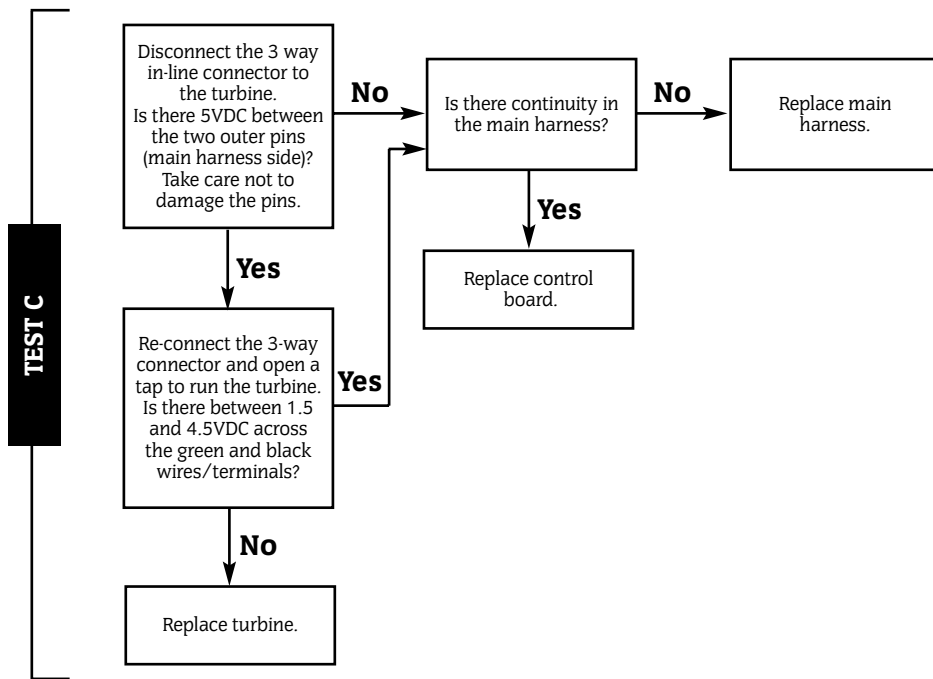 TEST C
Disconnect the 3 way
in-line connector to
the turbine.
Is there 5VDC between
the two outer pins
(main harness side)?
Take care not to
damage the pins.
No
Is there continuity in
the main harness?
No
Replace main
harness.
Yes
Replace control
board.
Yes
Re-connect the 3-way
connector and open a
tap to run the turbine.
Is there between 1.5
and 4.5VDC across
the green and black
wires/terminals?
Yes
No
Replace turbine.